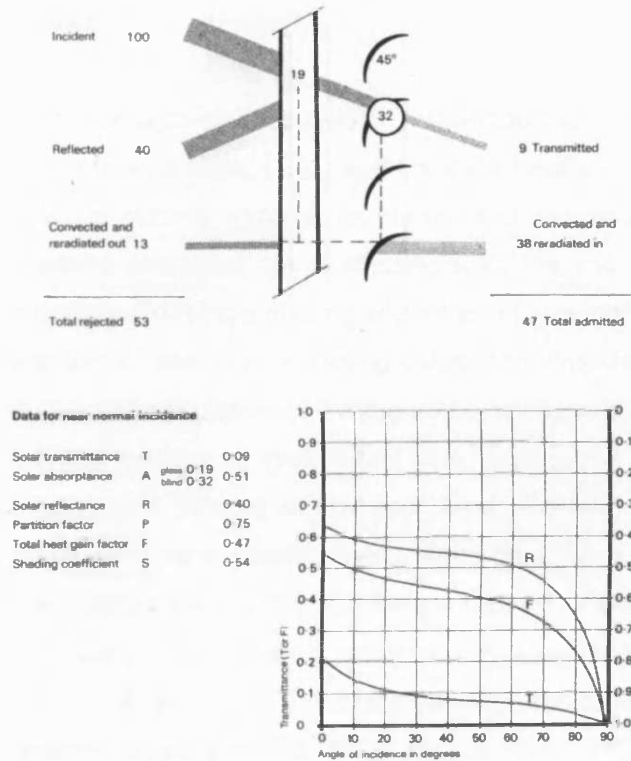 Incident 100
19
45°
32
Reflected 40
9 Transmitted
Convected and
reradiated out 13
Convected and
38 reradiated in
Total rejected 53
47 Total admitted
Data for near normal incidence
Solar transmittance T 0·09
Solar absorptance A glass 0·19 blind 0·32 0·51
Solar reflectance R 0·40
Partition factor P 0·75
Total heat gain factor F 0·47
Shading coefficient S 0·54
1·0
0·9
0·8
0·7
0·6
0·5
0·4
0·3
0·2
0·1
0
Transmittance (T or F)
R
F
T
0
0·1
0·2
0·3
0·4
0·5
0·6
0·7
0·8
0·9
1·0
0 10 20 30 40 50 60 70 80 90
Angle of incidence in degrees